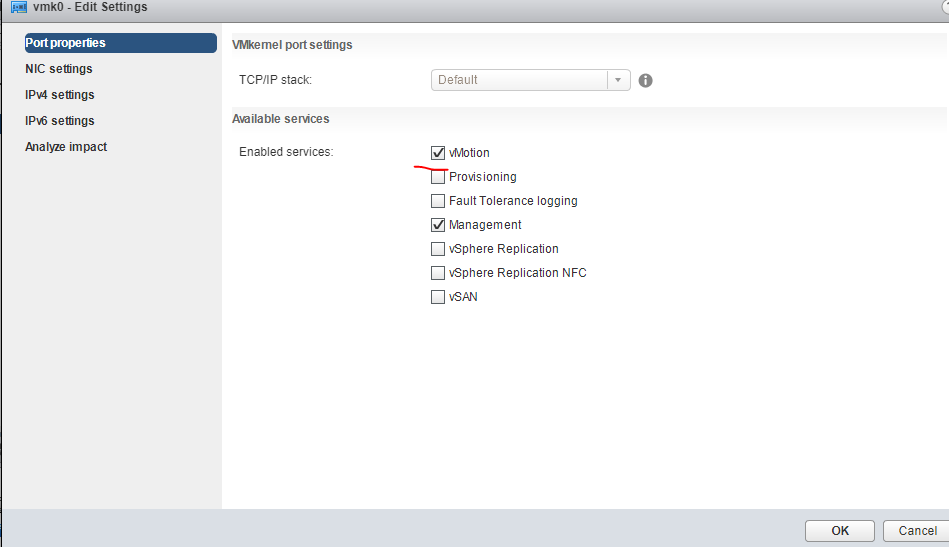 vmk0 - Edit Settings
Port properties
NIC settings
IPv4 settings
IPv6 settings
Analyze impact
VMkernel port settings
TCP/IP stack: Default
Available services
Enabled services:
vMotion
Provisioning
Fault Tolerance logging
Management
vSphere Replication
vSphere Replication NFC
vSAN
OK Cancel